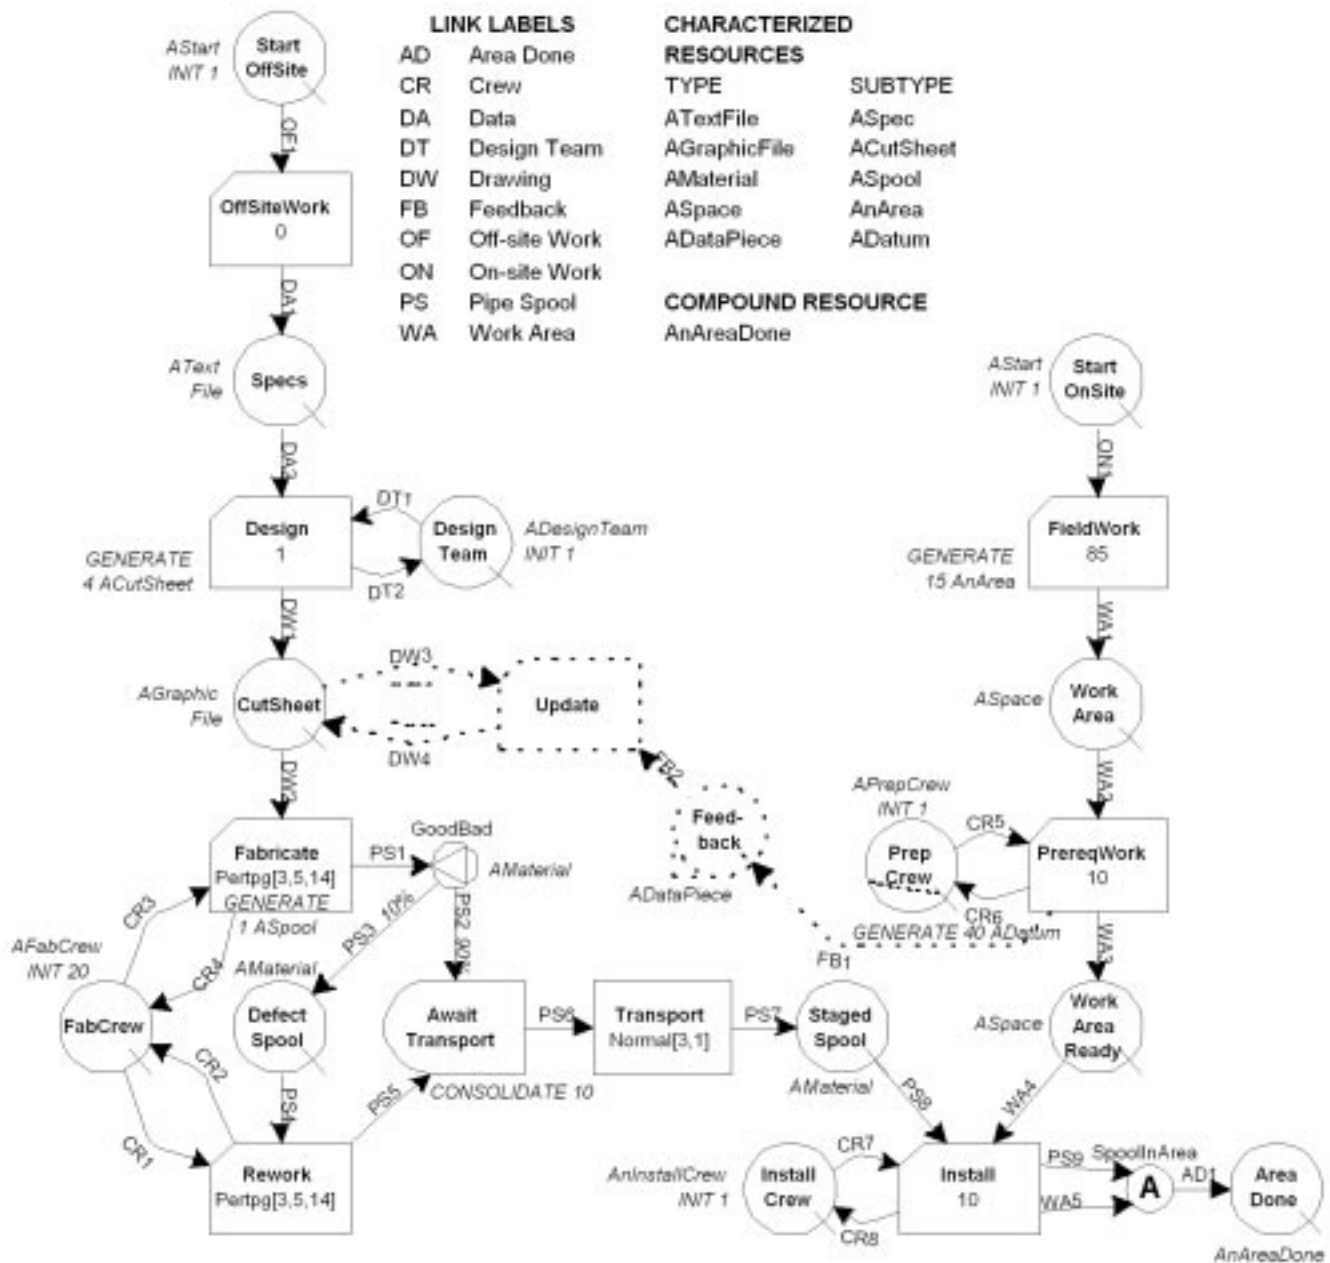 LINK LABELS
AD Area Done
CR Crew
DA Data
DT Design Team
DW Drawing
FB Feedback
OF Off-site Work
ON On-site Work
PS Pipe Spool
WA Work Area
CHARACTERIZED
RESOURCES
TYPE SUBTYPE
ATextFile ASpec
AGraphicFile ACutSheet
AMaterial ASpool
ASpace AnArea
ADataPiece ADatum
COMPOUND RESOURCE
AnAreaDone
AStart
INIT 1
Start
OffSite
OF1
OffSiteWork
0
DA1
AText
File
Specs
DA2
Design
1
GENERATE
4 ACutSheet
DT1
DT2
Design
Team
ADesignTeam
INIT 1
DW1
AGraphic
File
CutSheet
DW3
DW4
Update
FB2
Feed-
back
ADataPiece
FB1
DW2
Fabricate
Pertpg[3,5,14]
GENERATE
1 ASpool
PS1
GoodBad
AMaterial
PS3 10%
PS2 90%
CR3
CR4
AFabCrew
INIT 20
FabCrew
CR2
CR1
AMaterial
Defect
Spool
PS4
Rework
Pertpg[3,5,14]
PS5
Await
Transport
CONSOLIDATE 10
PS6
Transport
Normal[3,1]
PS7
Staged
Spool
AMaterial
PS8
AStart
INIT 1
Start
OnSite
ON1
FieldWork
85
GENERATE
15 AnArea
WA1
ASpace
Work
Area
WA2
APrepCrew
INIT 1
Prep
Crew
CR5
CR6
PrereqWork
10
GENERATE 40 ADatum
WA3
ASpace
Work
Area
Ready
WA4
AnInstallCrew
INIT 1
Install
Crew
CR7
CR8
Install
10
PS9
WA5
SpoolInArea
A
AD1
Area
Done
AnAreaDone